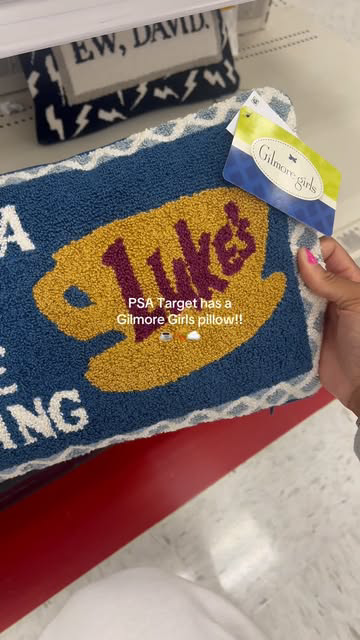 EW, DAVID.
Gilmore girls
A
Luke's
PSA Target has a
Gilmore Girls pillow!!
☕🍂☁️
E
ING